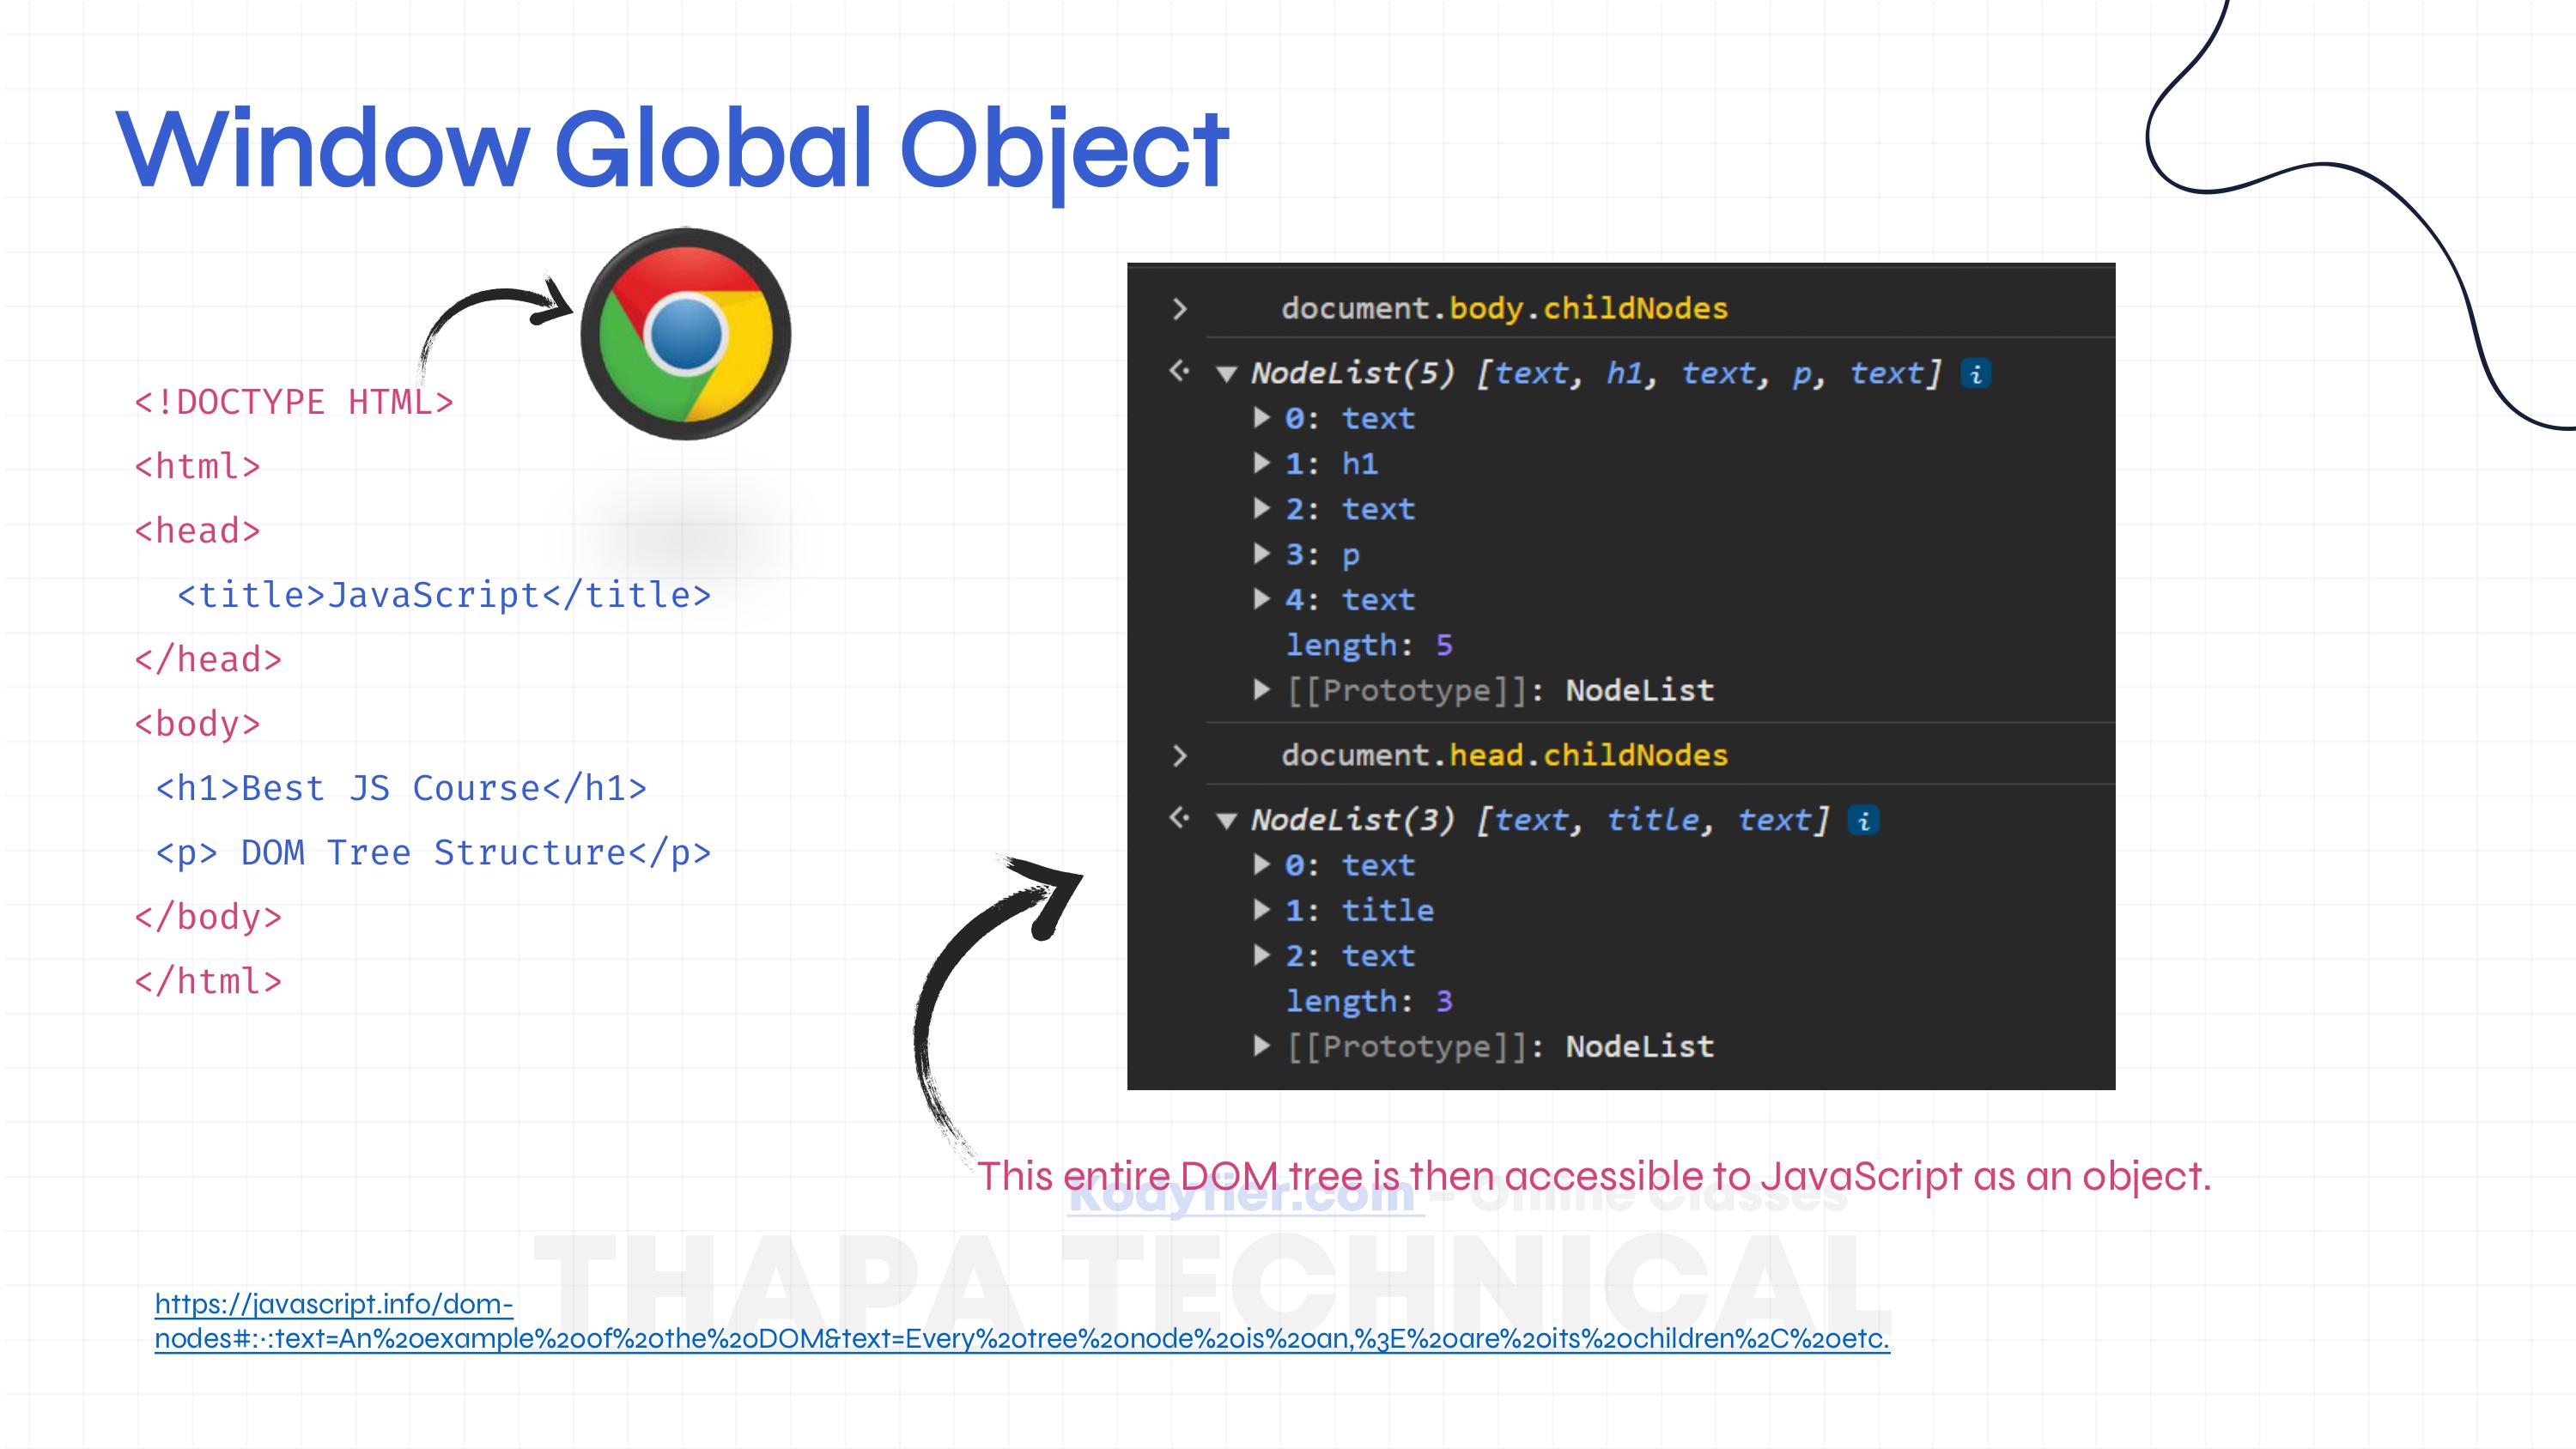 Window Global Object
<!DOCTYPE HTML>
<html>
<head>
<title>JavaScript</title>
</head>
<body>
<h1>Best JS Course</h1>
<p> DOM Tree Structure</p>
</body>
</html>
document.body.childNodes
NodeList(5) [text, h1, text, p, text] i
0: text
1: h1
2: text
3: p
4: text
length: 5
[[Prototype]]: NodeList
document.head.childNodes
NodeList(3) [text, title, text] i
0: text
1: title
2: text
length: 3
[[Prototype]]: NodeList
This entire DOM tree is then accessible to JavaScript as an object.
Kodyfier.com - Online Classes
THAPA TECHNICAL
https://javascript.info/dom-
nodes#:~:text=An%20example%20of%20the%20DOM&text=Every%20tree%20node%20is%20an,%3E%20are%20its%20children%2C%20etc.